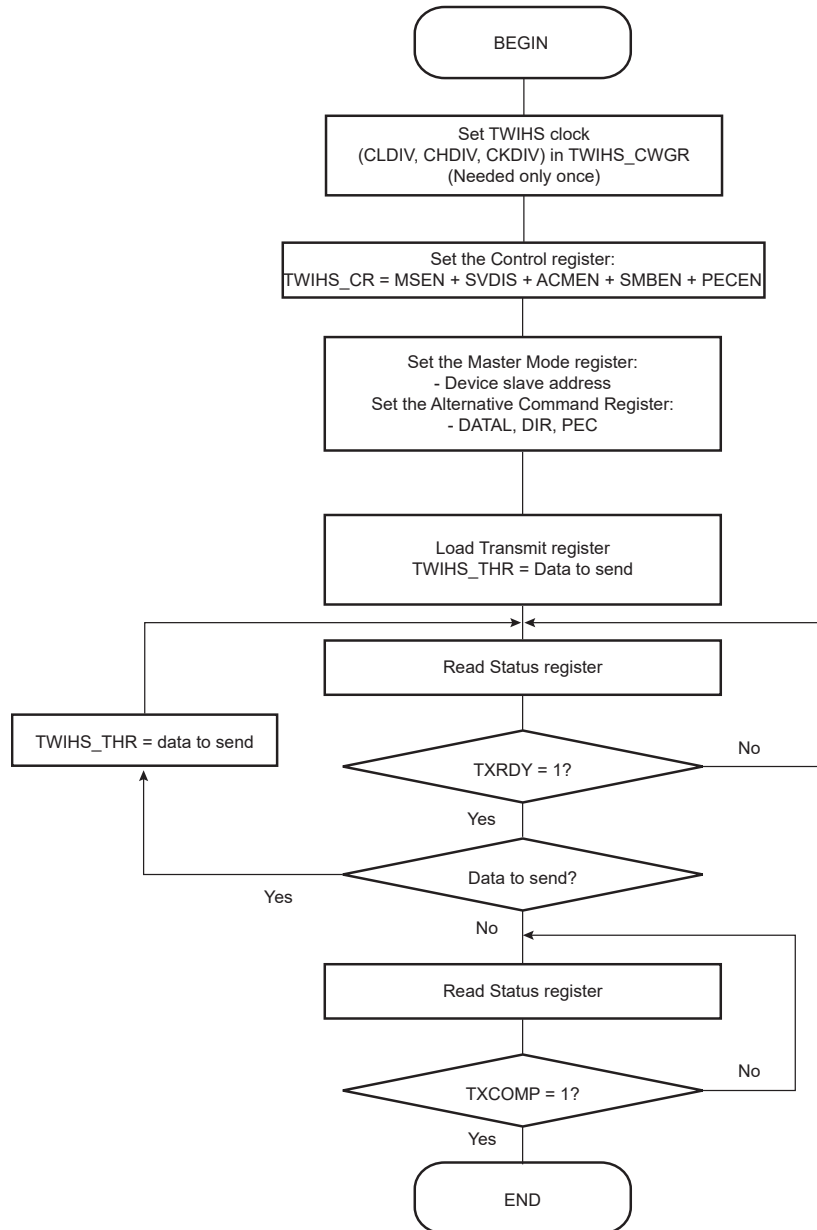 BEGIN
Set TWIHS clock
(CLDIV, CHDIV, CKDIV) in TWIHS_CWGR
(Needed only once)
Set the Control register:
TWIHS_CR = MSEN + SVDIS + ACMEN + SMBEN + PECEN
Set the Master Mode register:
- Device slave address
Set the Alternative Command Register:
- DATAL, DIR, PEC
Load Transmit register
TWIHS_THR = Data to send
Read Status register
TWIHS_THR = data to send
No
TXRDY = 1?
Yes
Data to send?
Yes
No
Read Status register
TXCOMP = 1?
No
Yes
END